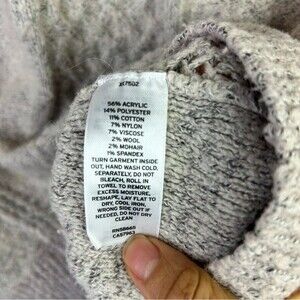 56% ACRYLIC
14% POLYESTER
11% COTTON
7% NYLON
7% VISCOSE
2% WOOL
2% MOHAIR
1% SPANDEX
TURN GARMENT INSIDE
OUT, HAND WASH COLD,
SEPARATELY, DO NOT
BLEACH, ROLL IN
TOWEL TO REMOVE
EXCESS MOISTURE,
RESHAPE, LAY FLAT TO
DRY, COOL IRON,
WRONG SIDE OUT IF
NEEDED, DO NOT DRY
CLEAN